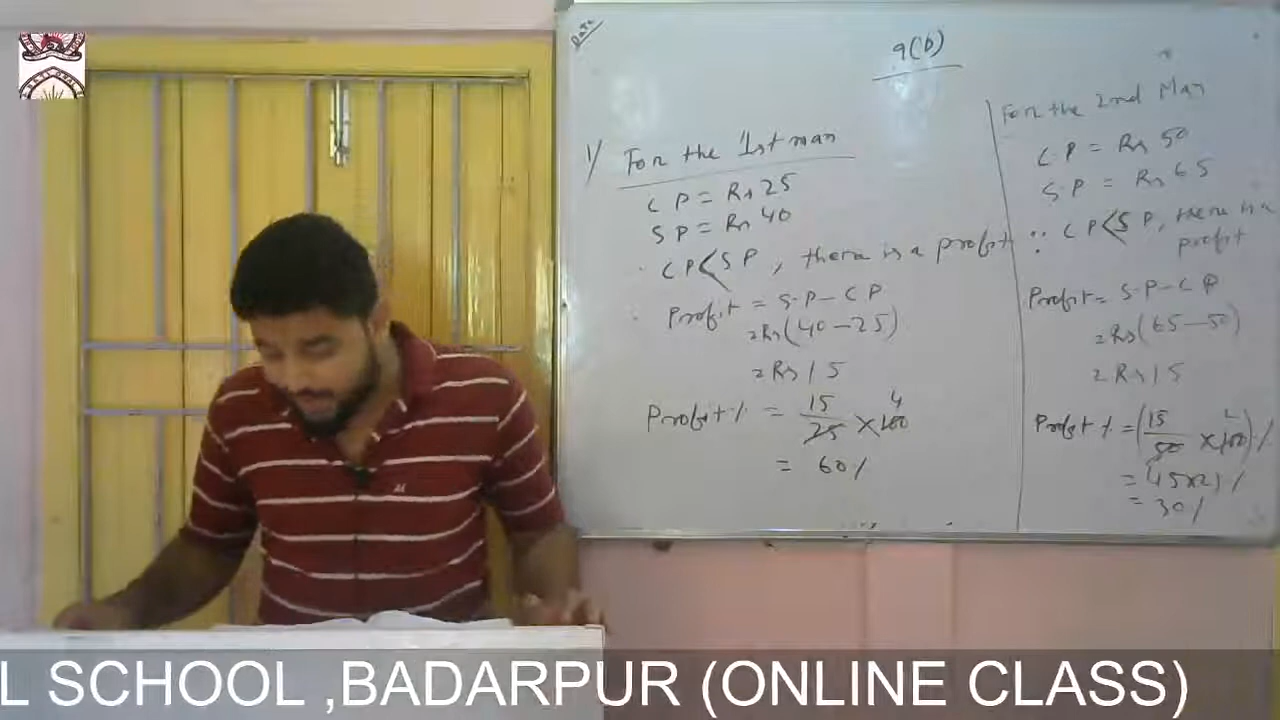 9(b)
1) For the 1st man
CP = Rs 25
SP = Rs 40
CP < SP, there is a profit
Profit = S.P - CP
= Rs (40 - 25)
= Rs 15
Profit % = 15/25 × 100 4
= 60%
For the 2nd Man
C.P = Rs 50
S.P = Rs 65
∵ CP < SP, there is a
profit
Profit = S.P - C P
= Rs (65 - 50)
= Rs 15
Profit % = (15/50 × 100) %
= 30%
L SCHOOL ,BADARPUR (ONLINE CLASS)